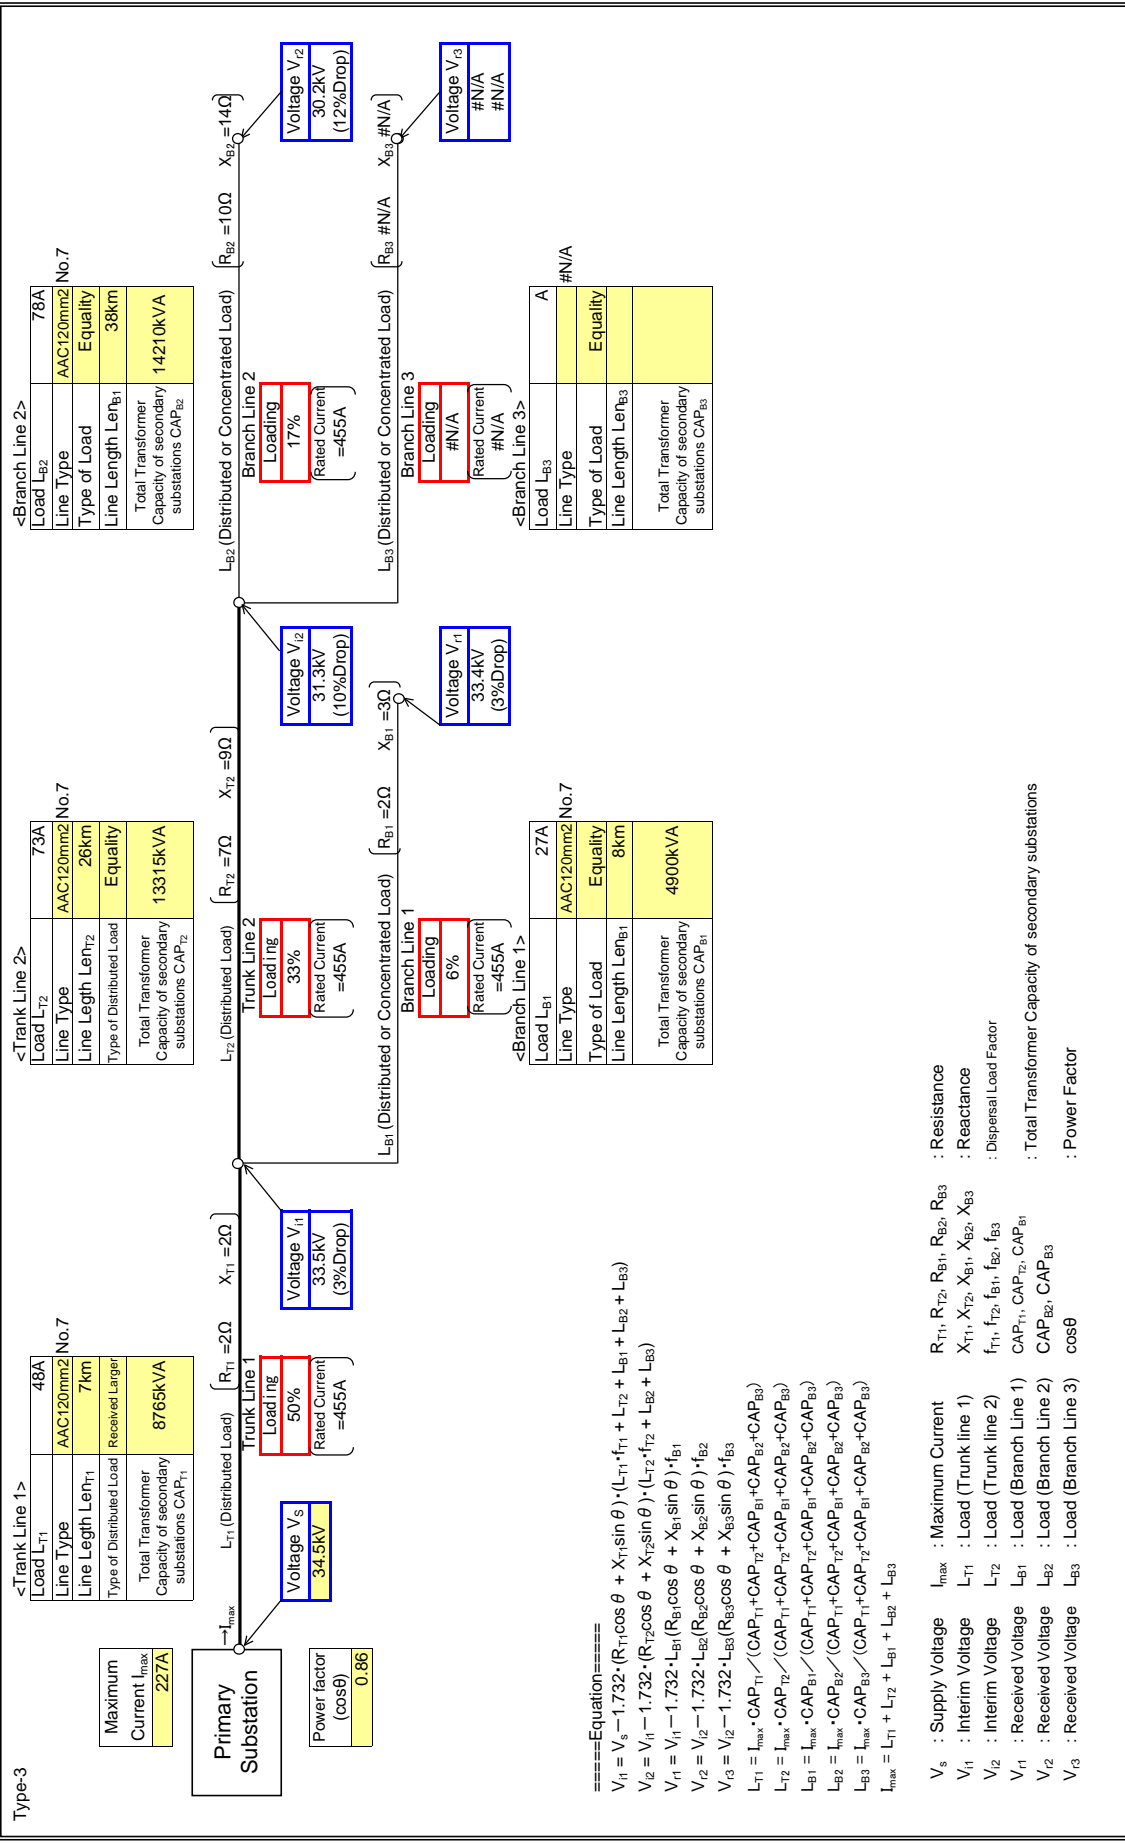 Type-3
Maximum
Current Imax
227A
Primary
Substation
Power factor
(cosθ)
0.86
→Imax
Voltage VS
34.5kV
<Trank Line 1>
Load LT1 48A
Line Type AAC120mm2 No.7
Line Legth LenT1 7km
Type of Distributed Load Received Larger
Total Transformer
Capacity of secondary
substations CAPT1
8765kVA
LT1 (Distributed Load)
RT1 =2Ω XT1 =2Ω
Trunk Line 1
Loading
50%
Rated Current
=455A
Voltage Vi1
33.5kV
(3%Drop)
<Trank Line 2>
Load LT2 73A
Line Type AAC120mm2 No.7
Line Legth LenT2 26km
Type of Distributed Load Equality
Total Transformer
Capacity of secondary
substations CAPT2
13315kVA
LT2 (Distributed Load)
RT2 =7Ω XT2 =9Ω
Trunk Line 2
Loading
33%
Rated Current
=455A
Voltage Vi2
31.3kV
(10%Drop)
LB1 (Distributed or Concentrated Load)
RB1 =2Ω XB1 =3Ω
Branch Line 1
Loading
6%
Rated Current
=455A
Voltage Vr1
33.4kV
(3%Drop)
<Branch Line 1>
Load LB1 27A
Line Type AAC120mm2 No.7
Type of Load Equality
Line Length LenB1 8km
Total Transformer
Capacity of secondary
substations CAPB1
4900kVA
<Branch Line 2>
Load LB2 78A
Line Type AAC120mm2 No.7
Type of Load Equality
Line Length LenB1 38km
Total Transformer
Capacity of secondary
substations CAPB2
14210kVA
LB2 (Distributed or Concentrated Load)
RB2 =10Ω XB2 =14Ω
Branch Line 2
Loading
17%
Rated Current
=455A
Voltage Vr2
30.2kV
(12%Drop)
LB3 (Distributed or Concentrated Load)
RB3 #N/A XB3 #N/A
Branch Line 3
Loading
#N/A
Rated Current
#N/A
Voltage Vr3
#N/A
#N/A
<Branch Line 3>
Load LB3 A
Line Type #N/A
Type of Load Equality
Line Length LenB3
Total Transformer
Capacity of secondary
substations CAPB3
=====Equation=====
Vi1 = Vs−1.732・(RT1cosθ + XT1sinθ)・(LT1・fT1 + LT2 + LB1 + LB2 + LB3)
Vi2 = Vi1−1.732・(RT2cosθ + XT2sinθ)・(LT2・fT2 + LB2 + LB3)
Vr1 = Vi1−1.732・LB1(RB1cosθ + XB1sinθ)・fB1
Vr2 = Vi2−1.732・LB2(RB2cosθ + XB2sinθ)・fB2
Vr3 = Vi2−1.732・LB3(RB3cosθ + XB3sinθ)・fB3
LT1 = Imax・CAPT1／(CAPT1+CAPT2+CAPB1+CAPB2+CAPB3)
LT2 = Imax・CAPT2／(CAPT1+CAPT2+CAPB1+CAPB2+CAPB3)
LB1 = Imax・CAPB1／(CAPT1+CAPT2+CAPB1+CAPB2+CAPB3)
LB2 = Imax・CAPB2／(CAPT1+CAPT2+CAPB1+CAPB2+CAPB3)
LB3 = Imax・CAPB3／(CAPT1+CAPT2+CAPB1+CAPB2+CAPB3)
Imax = LT1 + LT2 + LB1 + LB2 + LB3
Vs : Supply Voltage Imax : Maximum Current RT1, RT2, RB1, RB2, RB3 : Resistance
Vi1 : Interim Voltage LT1 : Load (Trunk line 1) XT1, XT2, XB1, XB2, XB3 : Reactance
Vi2 : Interim Voltage LT2 : Load (Trunk line 2) fT1, fT2, fB1, fB2, fB3 : Dispersal Load Factor
Vr1 : Received Voltage LB1 : Load (Branch Line 1) CAPT1, CAPT2, CAPB1 : Total Transformer Capacity of secondary substations
Vr2 : Received Voltage LB2 : Load (Branch Line 2) CAPB2, CAPB3
Vr3 : Received Voltage LB3 : Load (Branch Line 3) cosθ : Power Factor